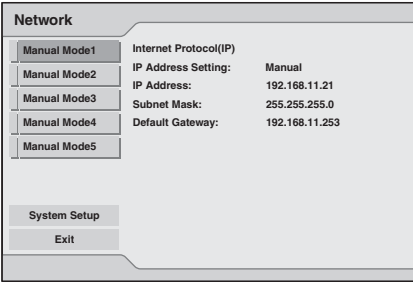 Network
Manual Mode1
Manual Mode2
Manual Mode3
Manual Mode4
Manual Mode5
System Setup
Exit
Internet Protocol(IP)
IP Address Setting: Manual
IP Address: 192.168.11.21
Subnet Mask: 255.255.255.0
Default Gateway: 192.168.11.253